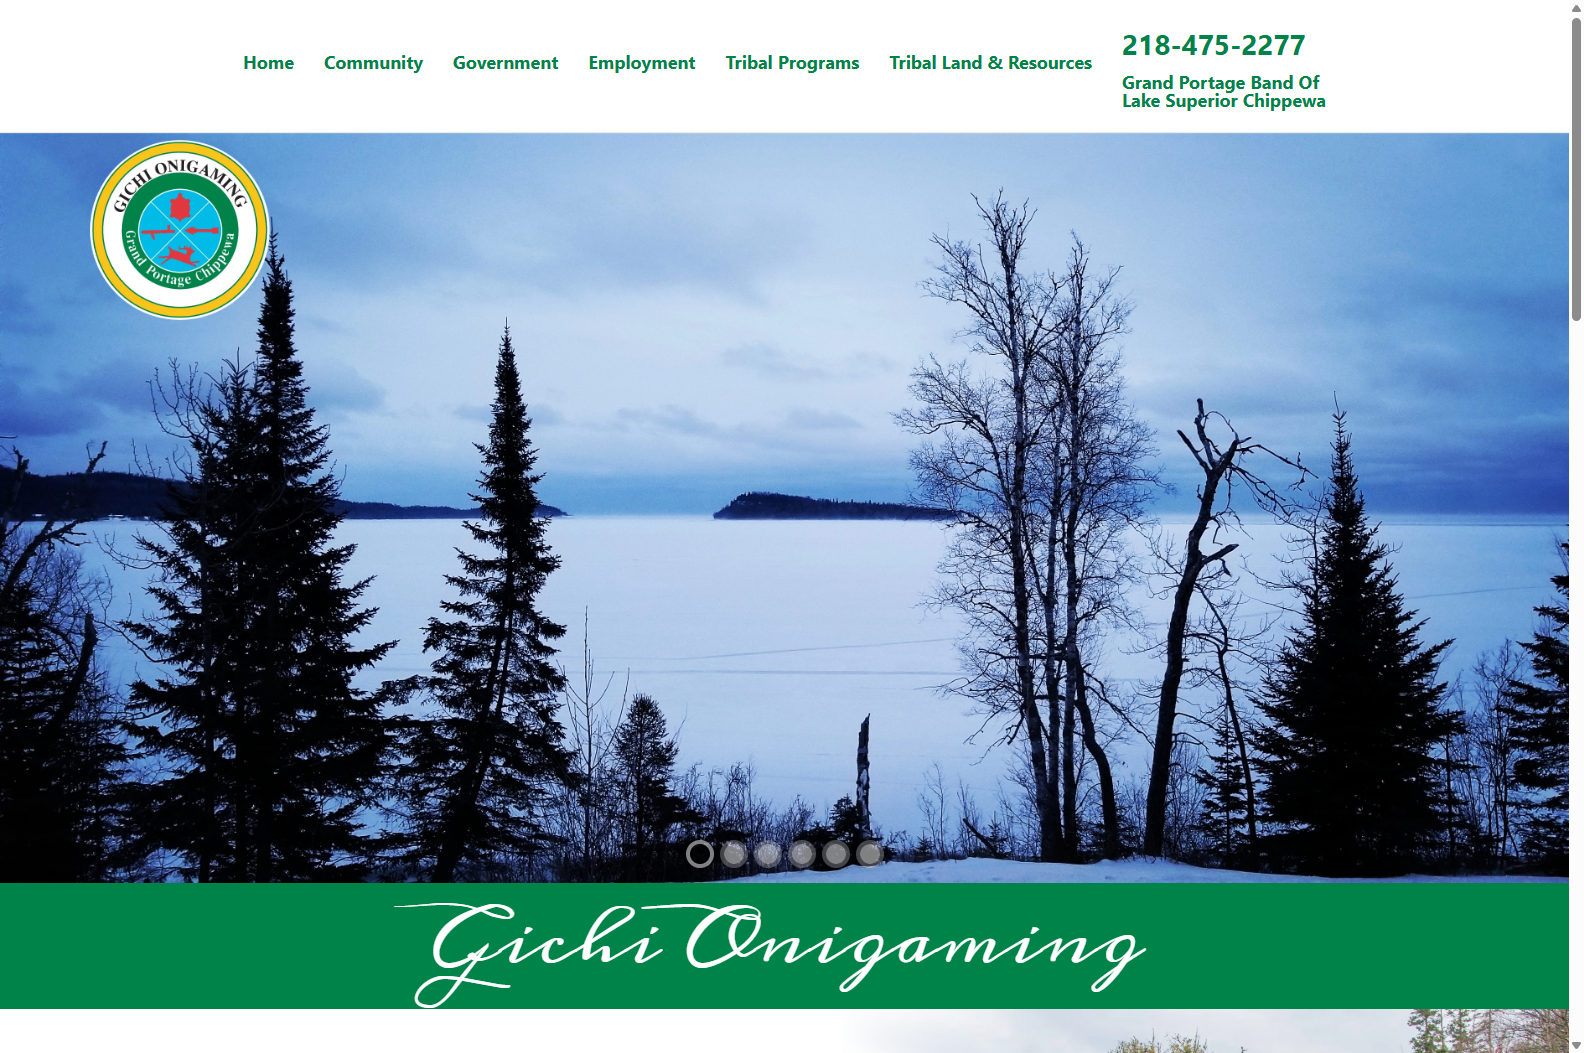 Home
Community
Government
Employment
Tribal Programs
Tribal Land & Resources
218-475-2277
Grand Portage Band Of
Lake Superior Chippewa
GICHI ONIGAMING
Grand Portage Chippewa
Gichi Onigaming